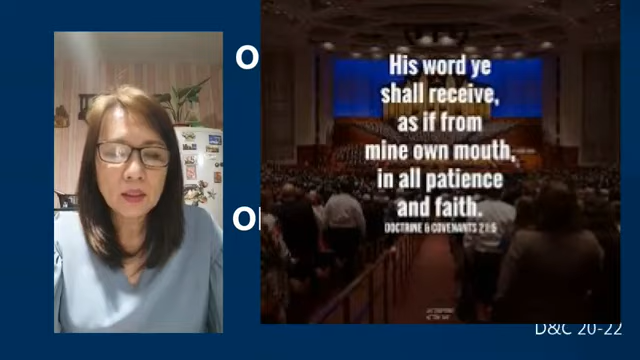 O
His word ye
shall receive,
as if from
mine own mouth,
in all patience
and faith.
DOCTRINE & COVENANTS 21:5
D&C 20-22